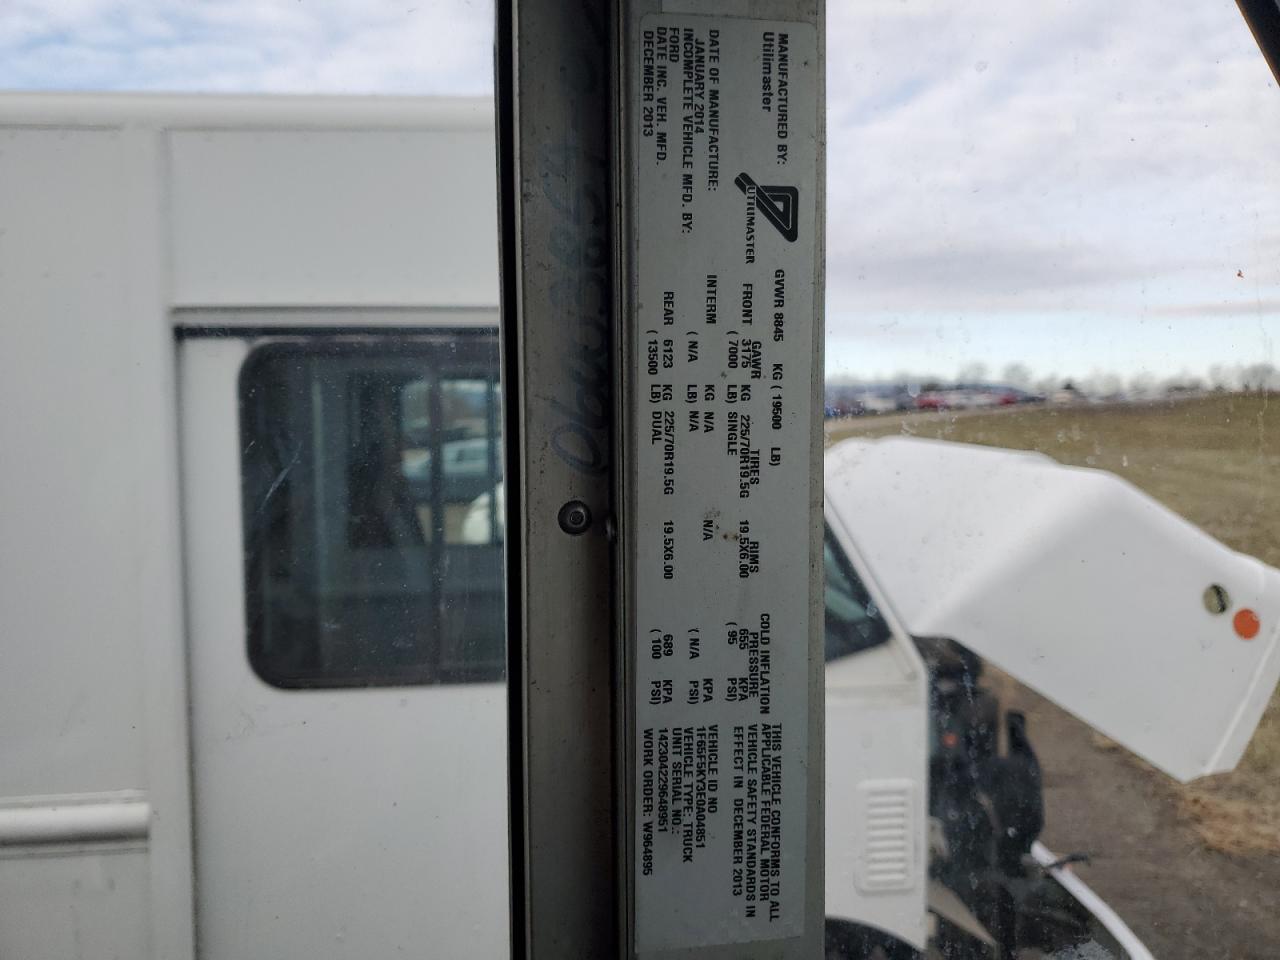 MANUFACTURED BY:
Utilimaster
UTILIMASTER
DATE OF MANUFACTURE:
JANUARY 2014
INCOMPLETE VEHICLE MFD. BY:
FORD
DATE INC. VEH. MFD.
DECEMBER 2013
GVWR 8845 KG ( 19500 LB)
GAWR TIRES RIMS COLD INFLATION PRESSURE
FRONT 3175 KG 225/70R19.5G 19.5X6.00 655 KPA
( 7000 LB) SINGLE ( 95 PSI)
INTERM KG N/A N/A KPA
( N/A LB) N/A ( N/A PSI)
REAR 6123 KG 225/70R19.5G 19.5X6.00 689 KPA
( 13500 LB) DUAL ( 100 PSI)
THIS VEHICLE CONFORMS TO ALL
APPLICABLE FEDERAL MOTOR
VEHICLE SAFETY STANDARDS IN
EFFECT IN DECEMBER 2013
VEHICLE ID NO
1F65F5KY3E0A04851
VEHICLE TYPE: TRUCK
UNIT SERIAL NO :
142304229648951
WORK ORDER: W964895